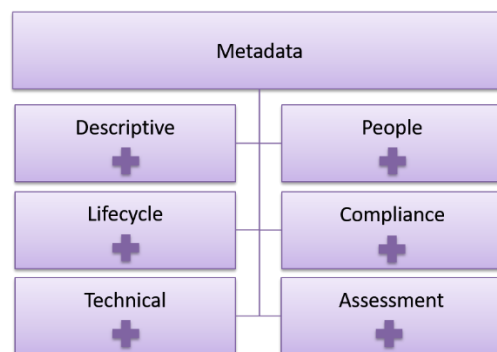 Metadata
Descriptive
People
Lifecycle
Compliance
Technical
Assessment